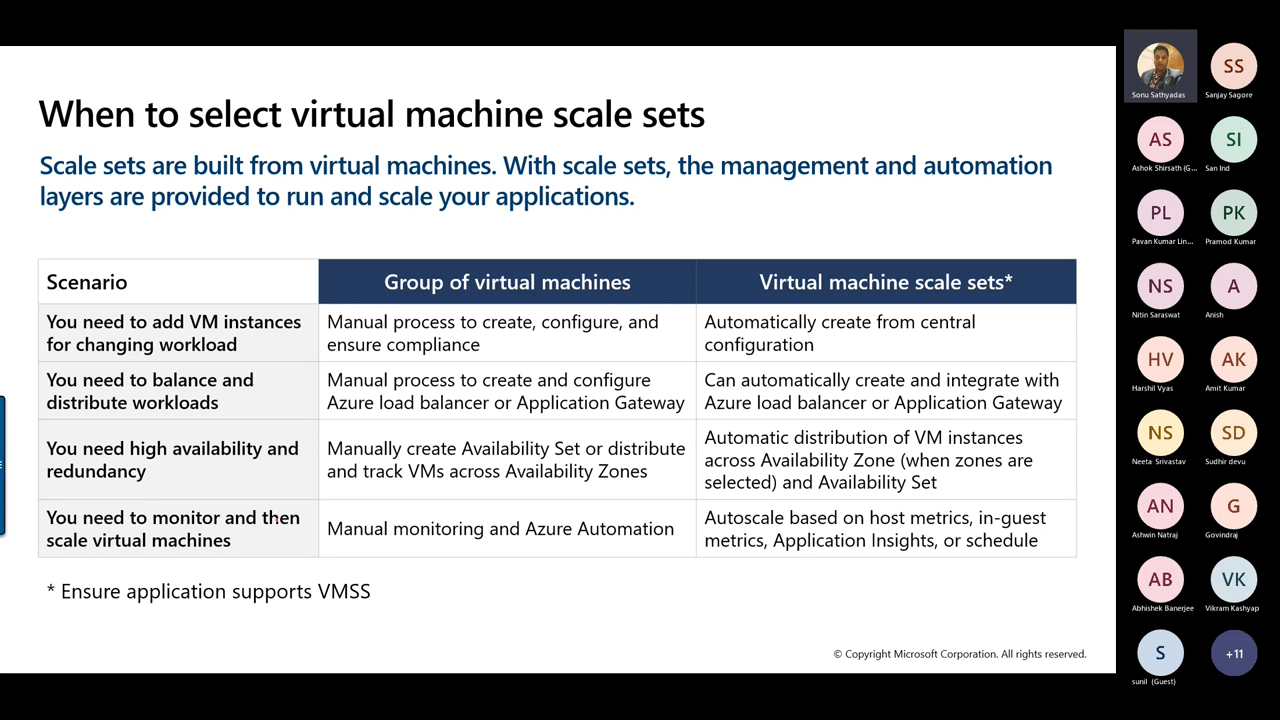 When to select virtual machine scale sets
Scale sets are built from virtual machines. With scale sets, the management and automation
layers are provided to run and scale your applications.
Scenario
Group of virtual machines
Virtual machine scale sets*
You need to add VM instances
for changing workload
Manual process to create, configure, and
ensure compliance
Automatically create from central
configuration
You need to balance and
distribute workloads
Manual process to create and configure
Azure load balancer or Application Gateway
Can automatically create and integrate with
Azure load balancer or Application Gateway
You need high availability and
redundancy
Manually create Availability Set or distribute
and track VMs across Availability Zones
Automatic distribution of VM instances
across Availability Zone (when zones are
selected) and Availability Set
You need to monitor and then
scale virtual machines
Manual monitoring and Azure Automation
Autoscale based on host metrics, in-guest
metrics, Application Insights, or schedule
* Ensure application supports VMSS
© Copyright Microsoft Corporation. All rights reserved.
Sonu Sathyadas
SS
Sanjay Sagore
AS
Ashok Shirsath (G...
SI
San Ind
PL
Pavan Kumar Lin...
PK
Pramod Kumar
NS
Nitin Saraswat
A
Anish
HV
Harshil Vyas
AK
Amit Kumar
NS
Neeta Srivastav
SD
Sudhir devu
AN
Ashwin Natraj
G
Govindraj
AB
Abhishek Banerjee
VK
Vikram Kashyap
S
sunil (Guest)
+11